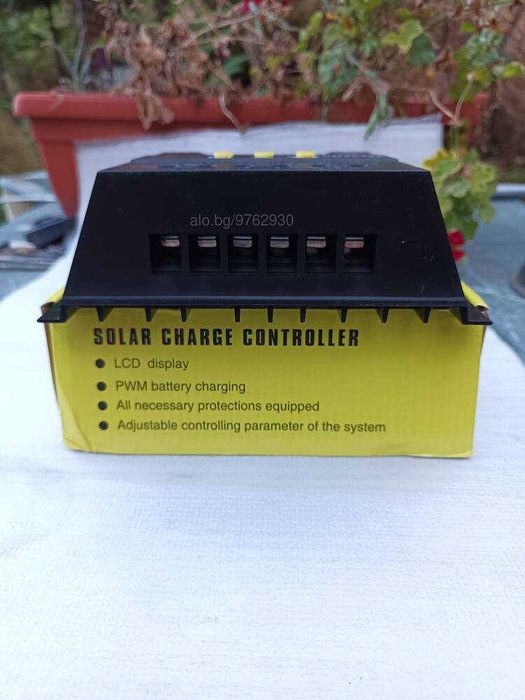 alo.bg/9762930
SOLAR CHARGE CONTROLLER
● LCD display
● PWM battery charging
● All necessary protections equipped
● Adjustable controlling parameter of the system